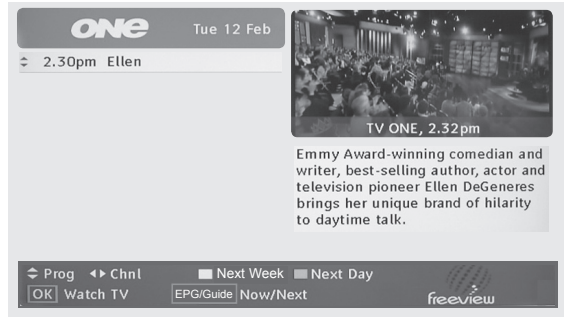 ONE Tue 12 Feb
2.30pm Ellen
TV ONE, 2.32pm
Emmy Award-winning comedian and
writer, best-selling author, actor and
television pioneer Ellen DeGeneres
brings her unique brand of hilarity
to daytime talk.
Prog Chnl Next Week Next Day
OK Watch TV EPG/Guide Now/Next
freeview